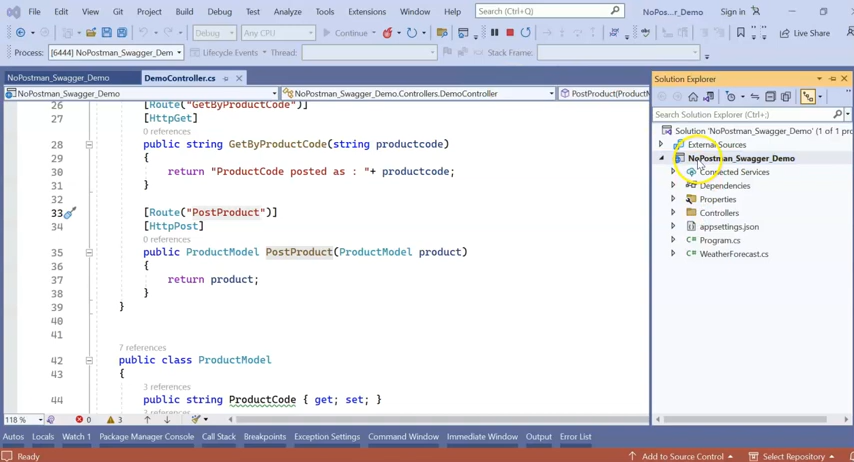 File Edit View Git Project Build Debug Test Analyze Tools Extensions Window Help Search (Ctrl+Q) NoPos...r_Demo Sign in
Debug Any CPU Continue Live Share
Process: [6444] NoPostman_Swagger_Dem Lifecycle Events Thread: Stack Frame:
NoPostman_Swagger_Demo DemoController.cs
NoPostman_Swagger_Demo NoPostman_Swagger_Demo.Controllers.DemoController PostProduct(ProductM
26 [Route("GetByProductCode")]
27 [HttpGet]
0 references
28 public string GetByProductCode(string productcode)
29 {
30 return "ProductCode posted as : "+ productcode;
31 }
32
33 [Route("PostProduct")]
34 [HttpPost]
0 references
35 public ProductModel PostProduct(ProductModel product)
36 {
37 return product;
38 }
39 }
40
41
7 references
42 public class ProductModel
43 {
3 references
44 public string ProductCode { get; set; }
118 % 0 3
Solution Explorer
Search Solution Explorer (Ctrl+;)
Solution 'NoPostman_Swagger_Demo' (1 of 1 pro
External Sources
NoPostman_Swagger_Demo
Connected Services
Dependencies
Properties
Controllers
appsettings.json
C# Program.cs
C# WeatherForecast.cs
Autos Locals Watch 1 Package Manager Console Call Stack Breakpoints Exception Settings Command Window Immediate Window Output Error List
Ready Add to Source Control Select Repository